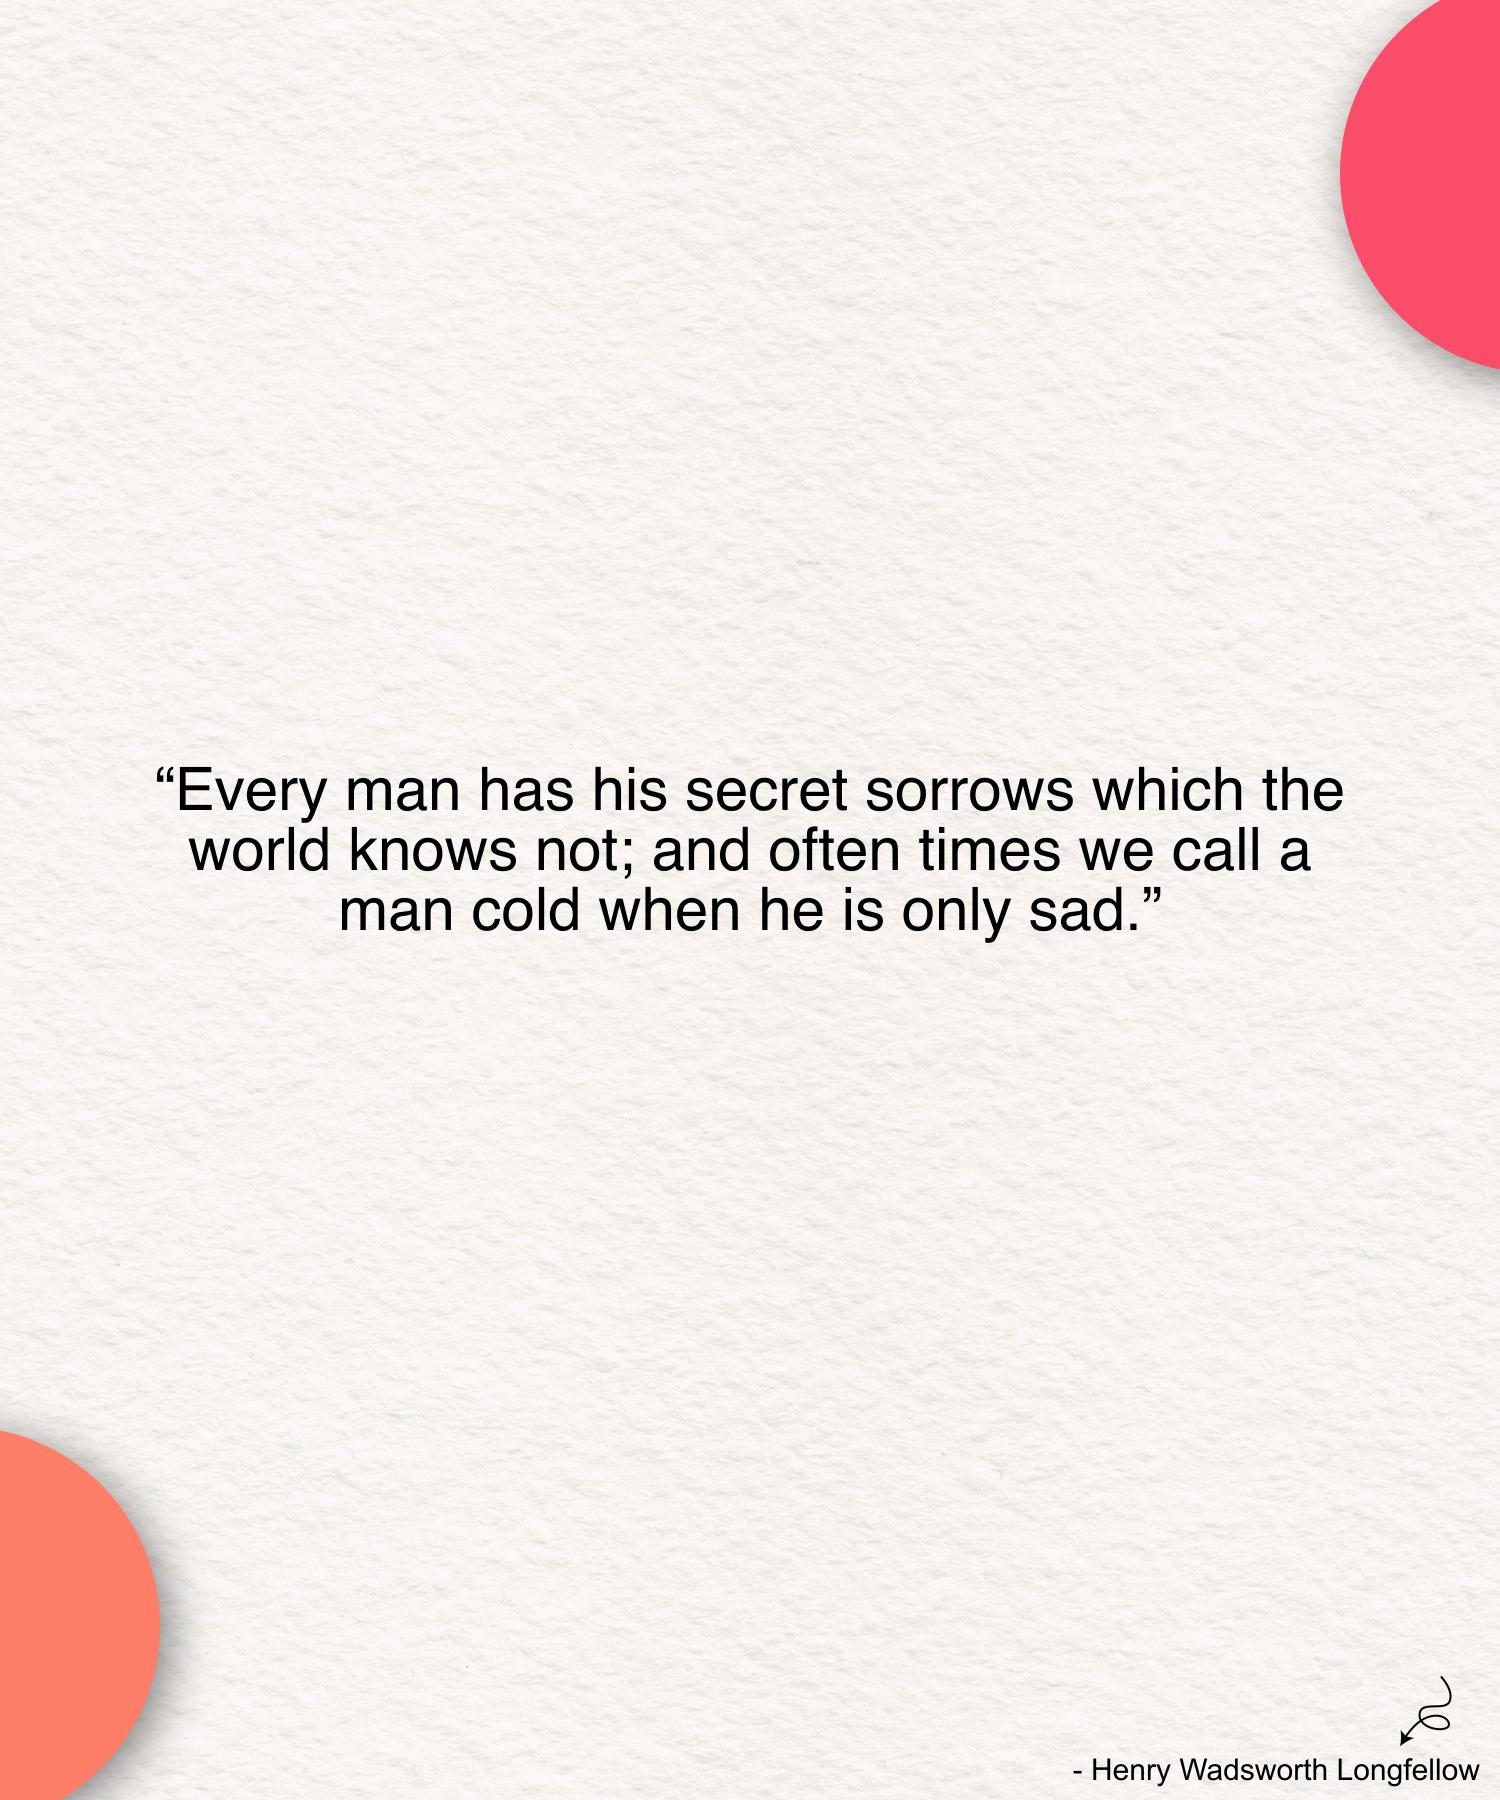 “Every man has his secret sorrows which the
world knows not; and often times we call a
man cold when he is only sad.”
- Henry Wadsworth Longfellow